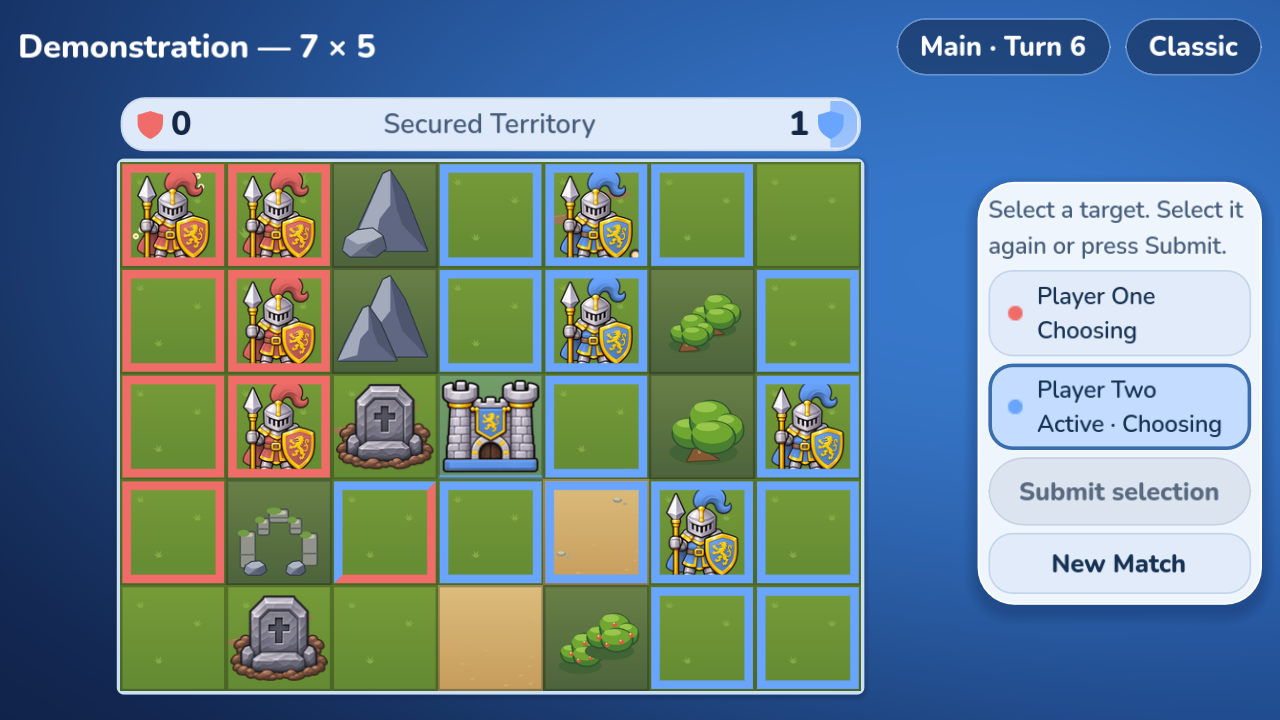 Demonstration — 7 × 5
Main · Turn 6
Classic
0
Secured Territory
1
Select a target. Select it
again or press Submit.
Player One
Choosing
Player Two
Active · Choosing
Submit selection
New Match